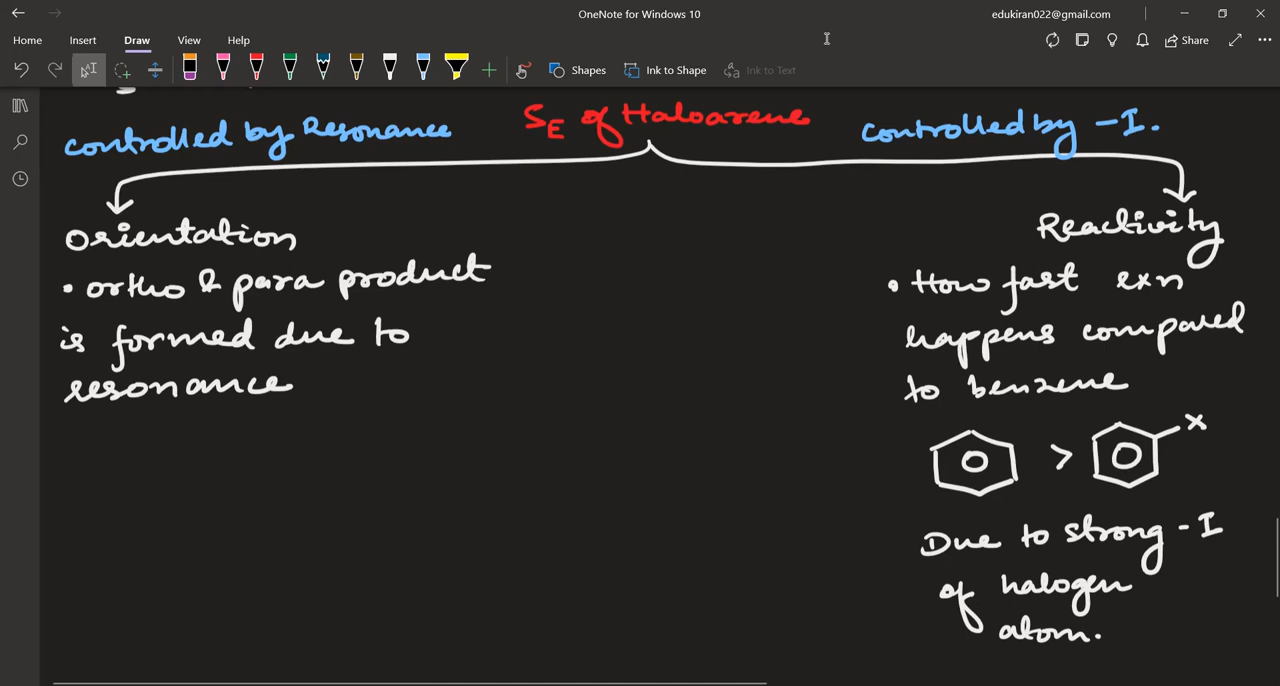 OneNote for Windows 10
edukiran022@gmail.com
Home Insert Draw View Help
Share
Shapes Ink to Shape Ink to Text
SE of Haloarene
controlled by Resonance
controlled by -I.
Orientation
• ortho & para product
is formed due to
resonance
Reactivity
• How fast exn
happens compared
to benzene
> x
Due to strong -I
of halogen
atom.